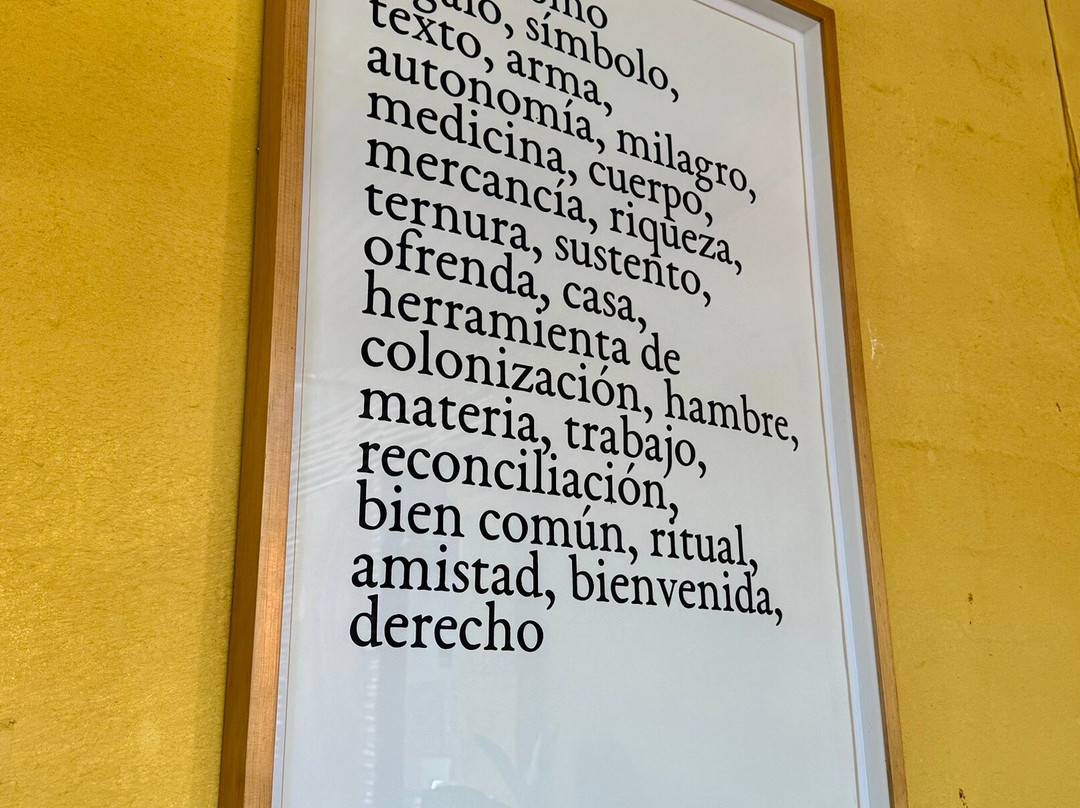 símbolo,
texto, arma,
autonomía, milagro,
medicina, cuerpo,
mercancía, riqueza,
ternura, sustento,
ofrenda, casa,
herramienta de
colonización, hambre,
materia, trabajo,
reconciliación,
bien común, ritual,
amistad, bienvenida,
derecho